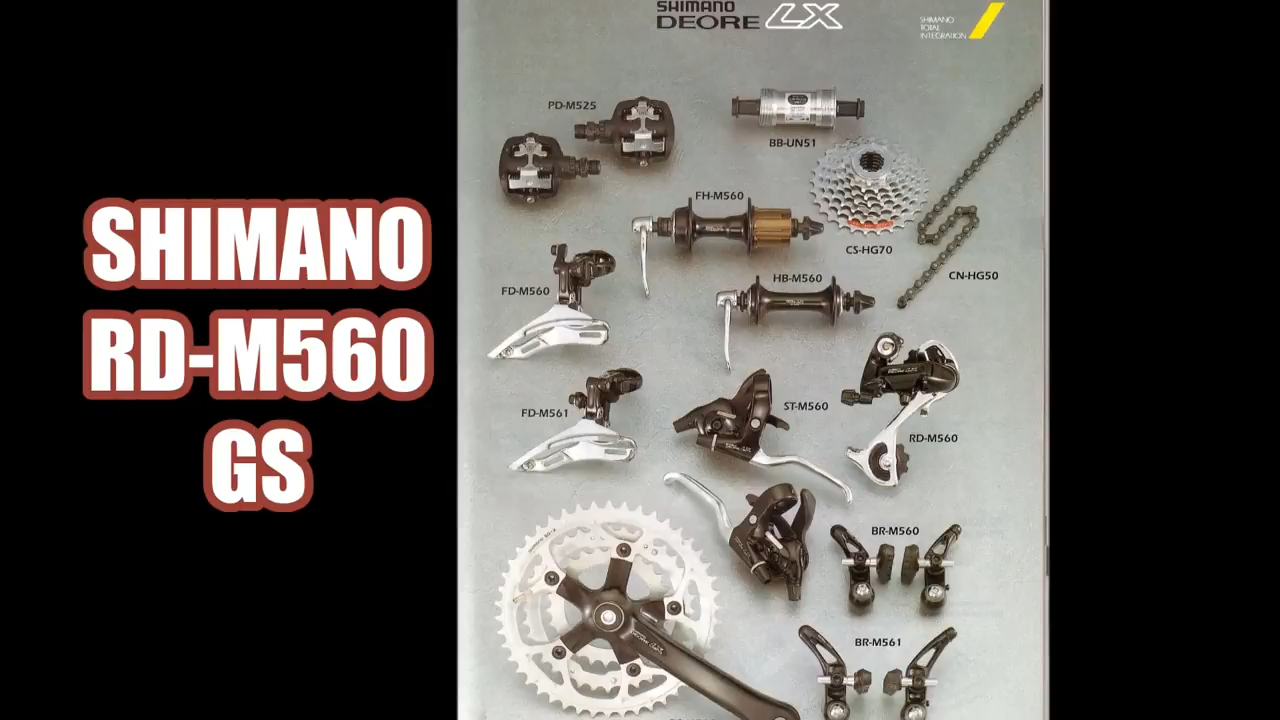 SHIMANO
RD-M560
GS
SHIMANO
DEORE LX
SHIMANO
TOTAL
INTEGRATION
PD-M525
BB-UN51
FH-M560
CS-HG70
CN-HG50
FD-M560
HB-M560
FD-M561
ST-M560
RD-M560
BR-M560
BR-M561